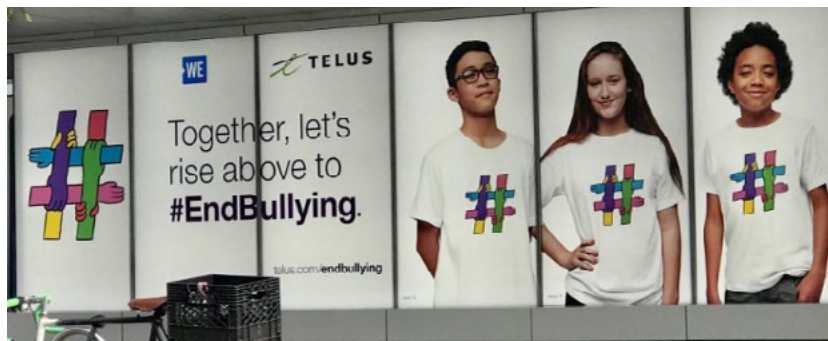 WE
TELUS
Together, let's
rise above to
#EndBullying.
telus.com/endbullying